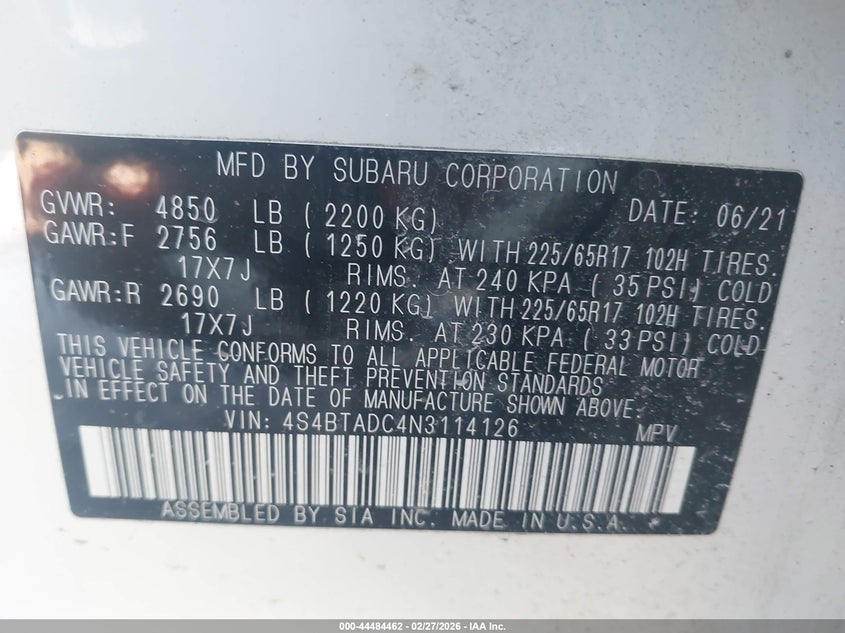 MFD BY SUBARU CORPORATION
GVWR: 4850 LB ( 2200 KG) DATE: 06/21
GAWR:F 2756 LB ( 1250 KG) WITH 225/65R17 102H TIRES.
17X7J RIMS. AT 240 KPA ( 35 PSI) COLD
GAWR:R 2690 LB ( 1220 KG) WITH 225/65R17 102H TIRES.
17X7J RIMS. AT 230 KPA ( 33 PSI) COLD
THIS VEHICLE CONFORMS TO ALL APPLICABLE FEDERAL MOTOR
VEHICLE SAFETY AND THEFT PREVENTION STANDARDS
IN EFFECT ON THE DATE OF MANUFACTURE SHOWN ABOVE.
VIN: 4S4BTADC4N3114126 MPV
ASSEMBLED BY SIA INC. MADE IN U.S.A.
000-44484462 - 02/27/2026 - IAA Inc.